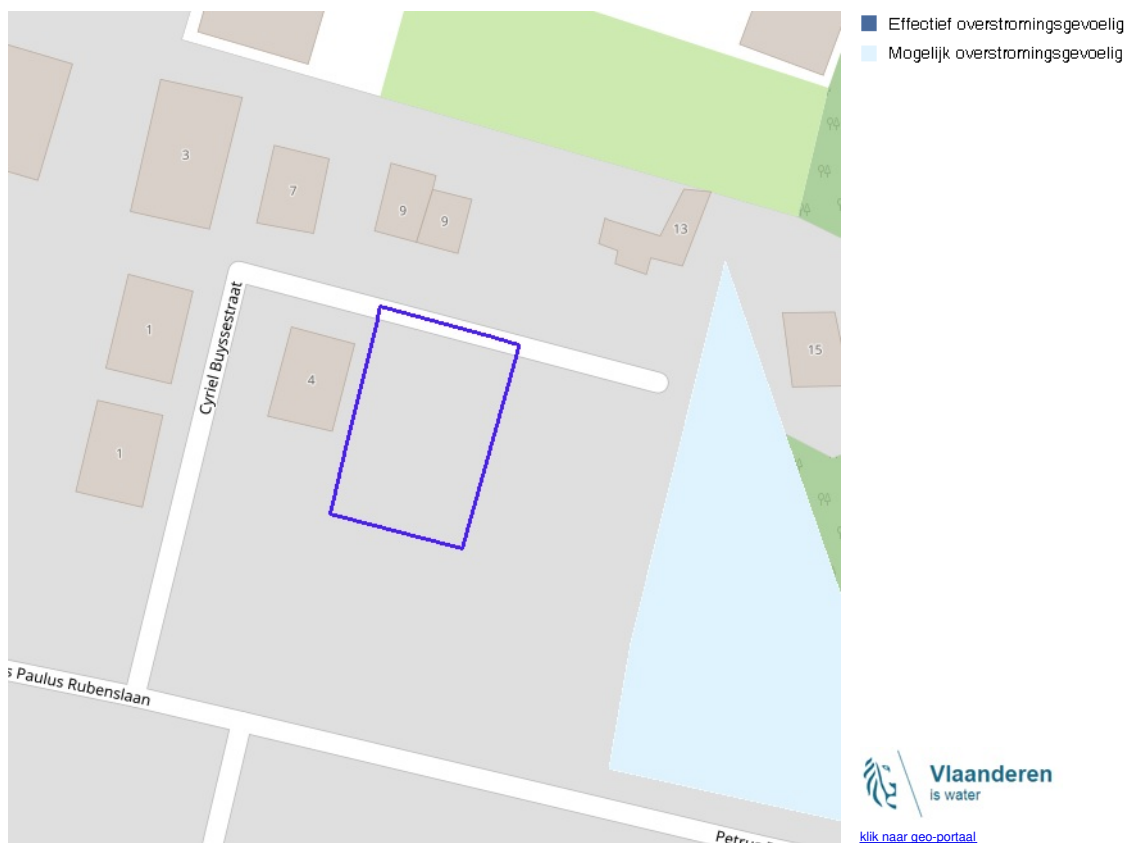 Effectief overstromingsgevoelig
Mogelijk overstromingsgevoelig
3
7
9
9
13
1
15
4
Cyriel Buyssestraat
1
s Paulus Rubenslaan
Petrus
Vlaanderen
is water
klik naar geo-portaal